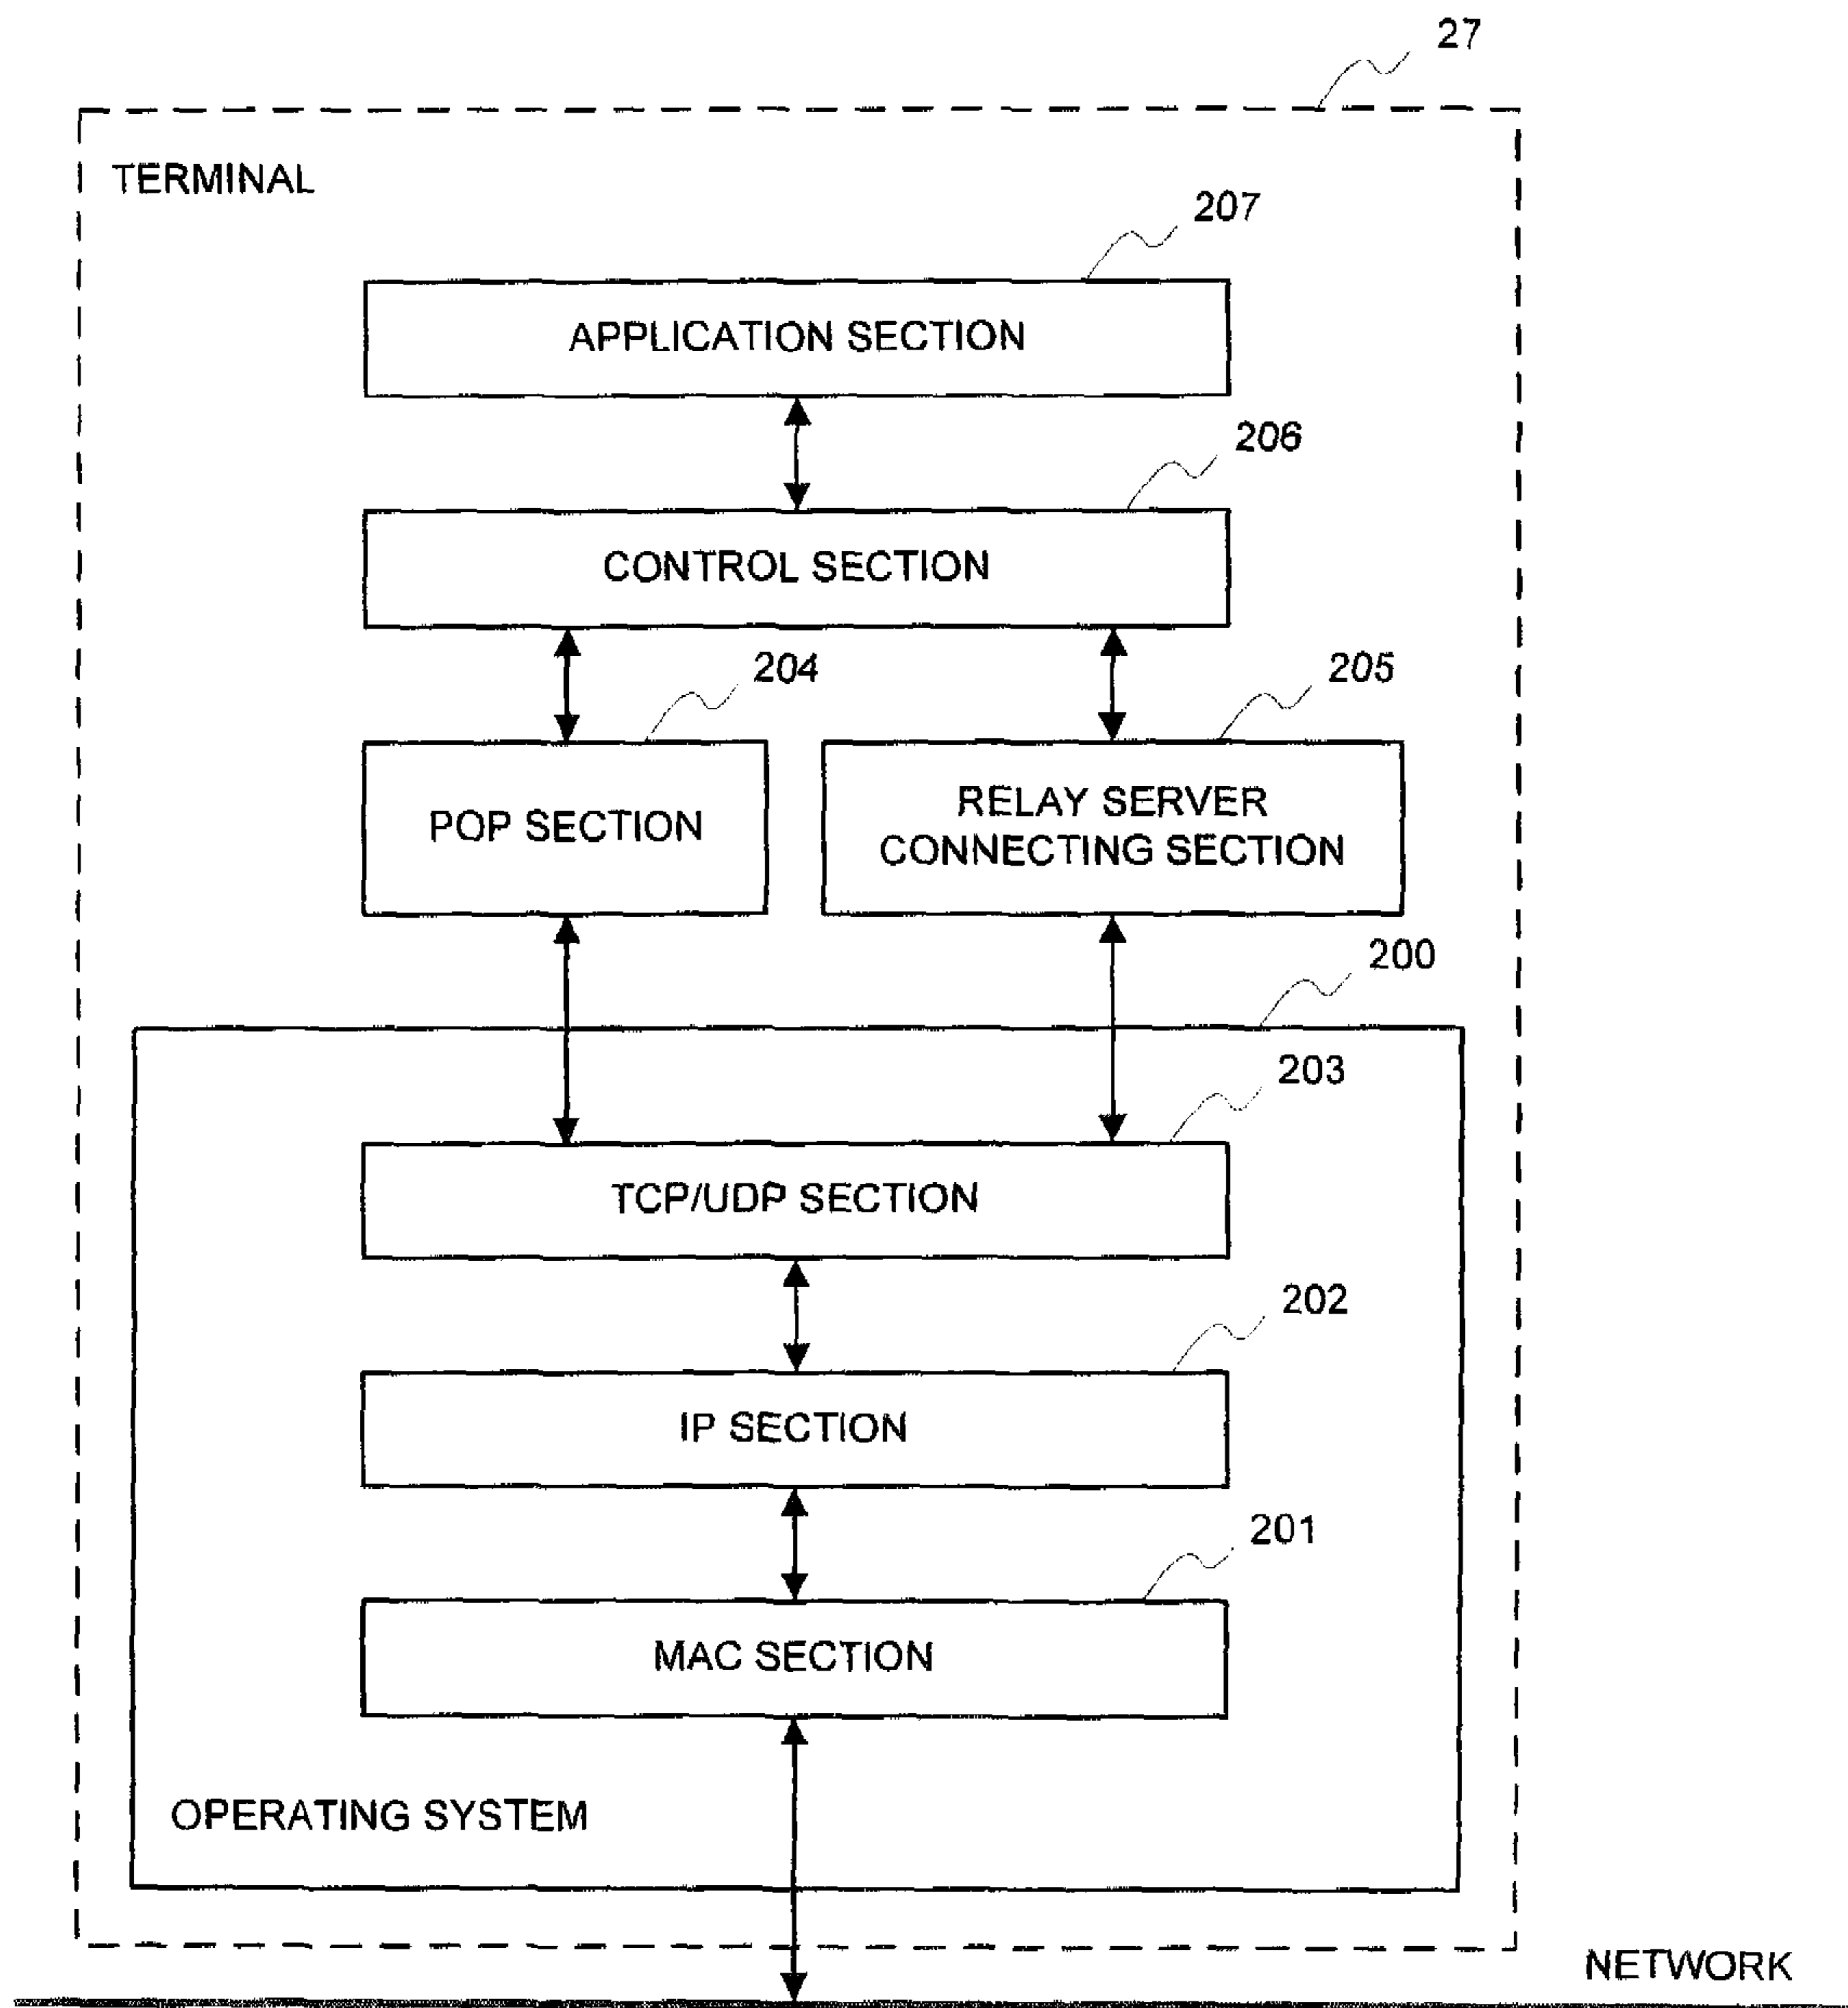 27
TERMINAL
207
APPLICATION SECTION
206
CONTROL SECTION
204
205
POP SECTION
RELAY SERVER
CONNECTING SECTION
200
203
TCP/UDP SECTION
202
IP SECTION
201
MAC SECTION
OPERATING SYSTEM
NETWORK